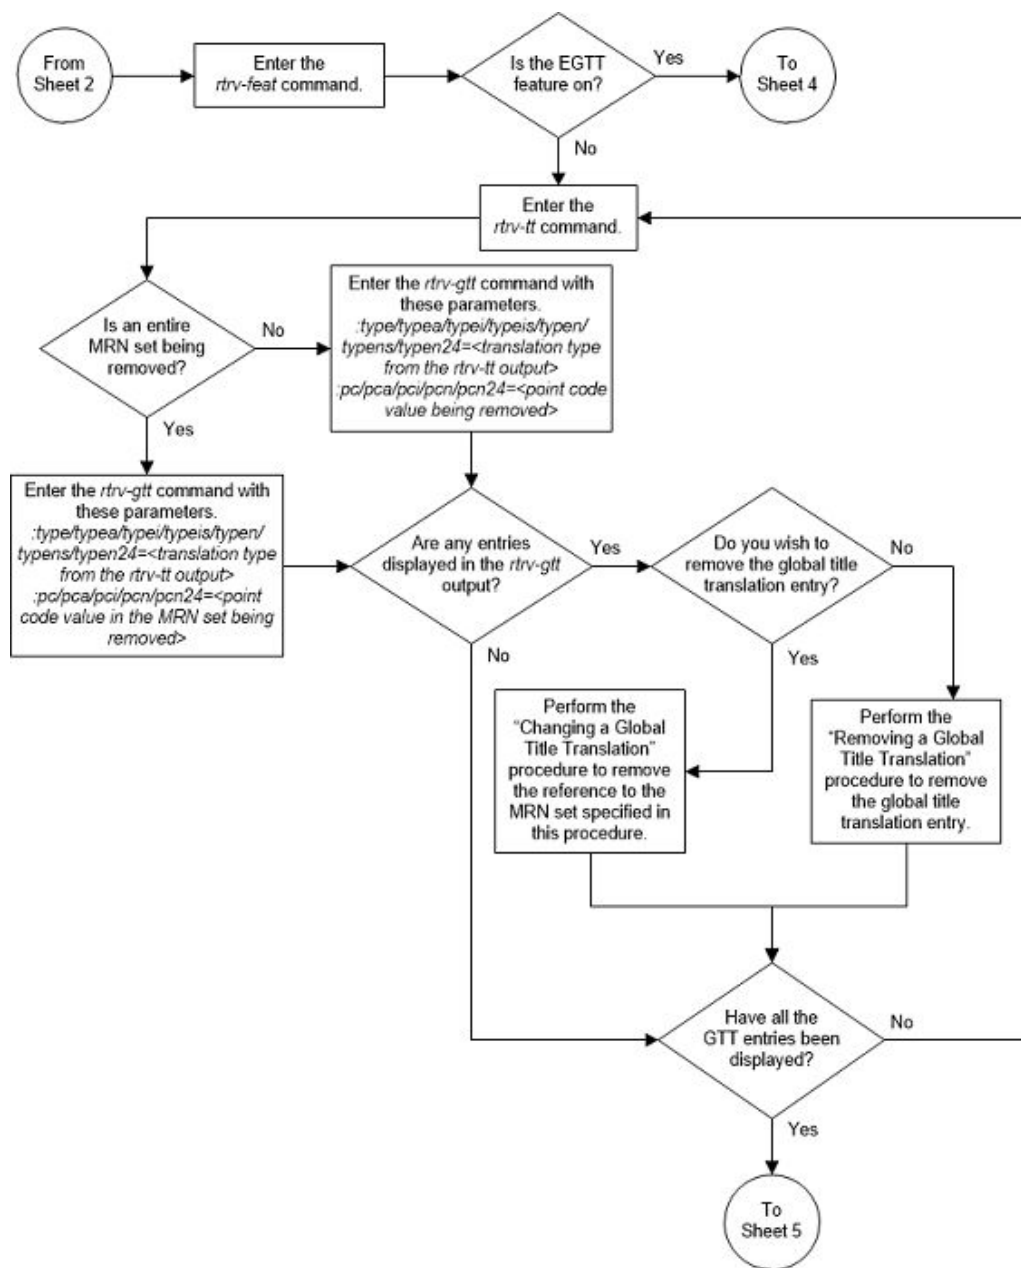 From
Sheet 2
Enter the
rtrv-feat command.
Is the EGTT
feature on?
Yes
To
Sheet 4
No
Enter the
rtrv-tt command.
Is an entire
MRN set being
removed?
No
Enter the rtrv-gtt command with
these parameters.
:type/typea/typei/typeis/typen/
typens/typen24=<translation type
from the rtrv-tt output>
:pc/pca/pci/pcn/pcn24=<point code
value being removed>
Yes
Enter the rtrv-gtt command with
these parameters.
:type/typea/typei/typeis/typen/
typens/typen24=<translation type
from the rtrv-tt output>
:pc/pca/pci/pcn/pcn24=<point
code value in the MRN set being
removed>
Are any entries
displayed in the rtrv-gtt
output?
Yes
Do you wish to
remove the global title
translation entry?
No
No
Yes
Perform the
“Changing a Global
Title Translation”
procedure to remove
the reference to the
MRN set specified in
this procedure.
Perform the
“Removing a Global
Title Translation”
procedure to remove
the global title
translation entry.
Have all the
GTT entries been
displayed?
No
Yes
To
Sheet 5